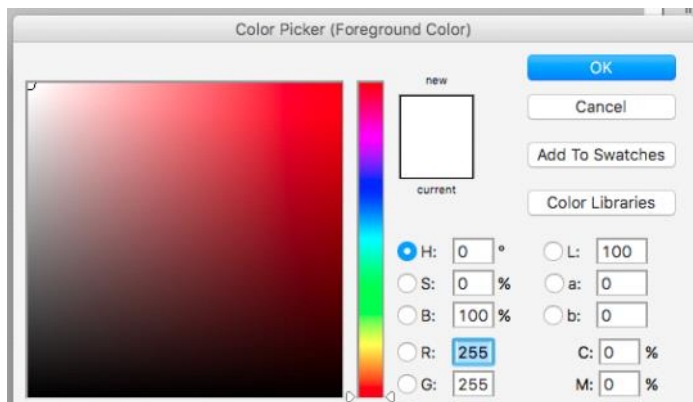 Color Picker (Foreground Color)
new
current
OK
Cancel
Add To Swatches
Color Libraries
H: 0 °
S: 0 %
B: 100 %
R: 255
G: 255
L: 100
a: 0
b: 0
C: 0 %
M: 0 %